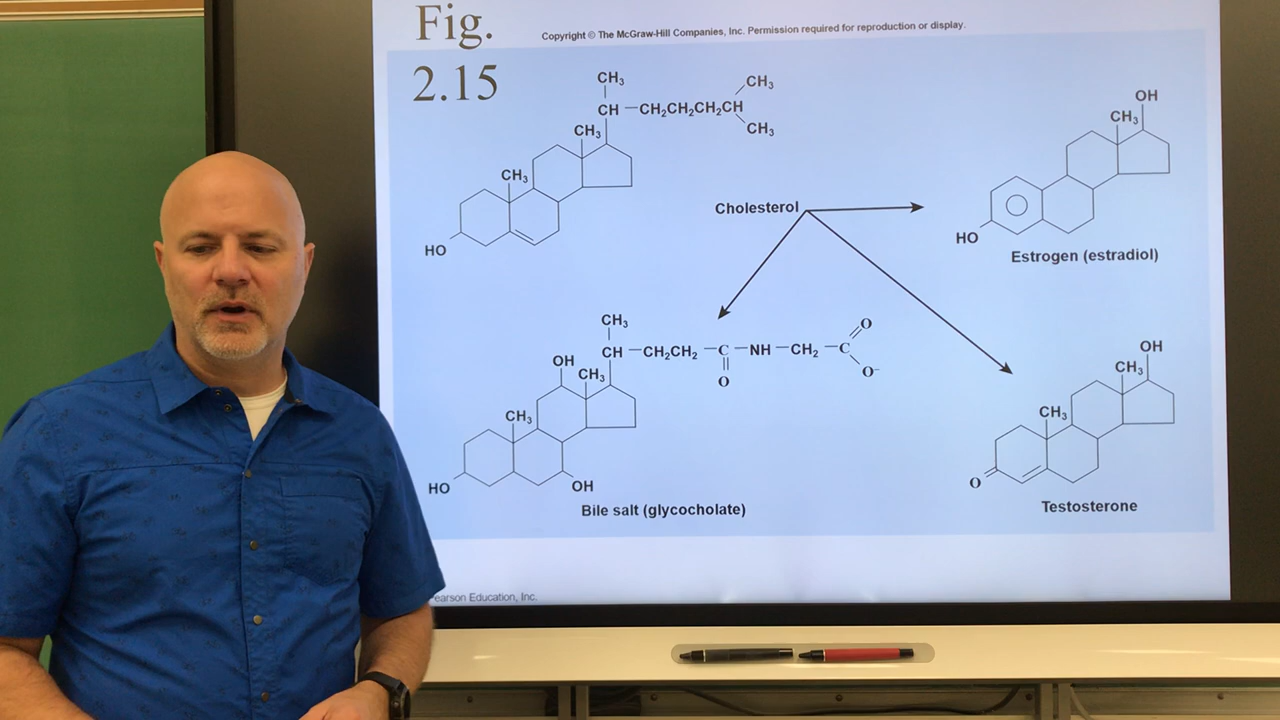 Fig.
2.15
Copyright © The McGraw-Hill Companies, Inc. Permission required for reproduction or display.
CH₃
CH₃
CH—CH₂CH₂CH₂CH
CH₃
CH₃
CH₃
HO
Cholesterol
OH
CH₃
HO
Estrogen (estradiol)
CH₃
CH—CH₂CH₂—C—NH—CH₂—C
O
O
O⁻
OH
CH₃
CH₃
HO
OH
Bile salt (glycocholate)
OH
CH₃
CH₃
O
Testosterone
earson Education, Inc.